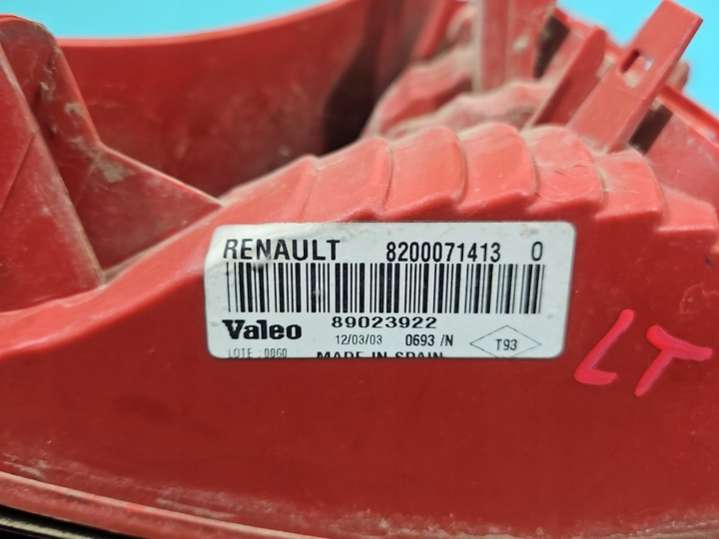 RENAULT 8200071413 0
Valeo 89023922
12/03/03 0693 /N T93
LOTE : 0060 MADE IN SPAIN
LT